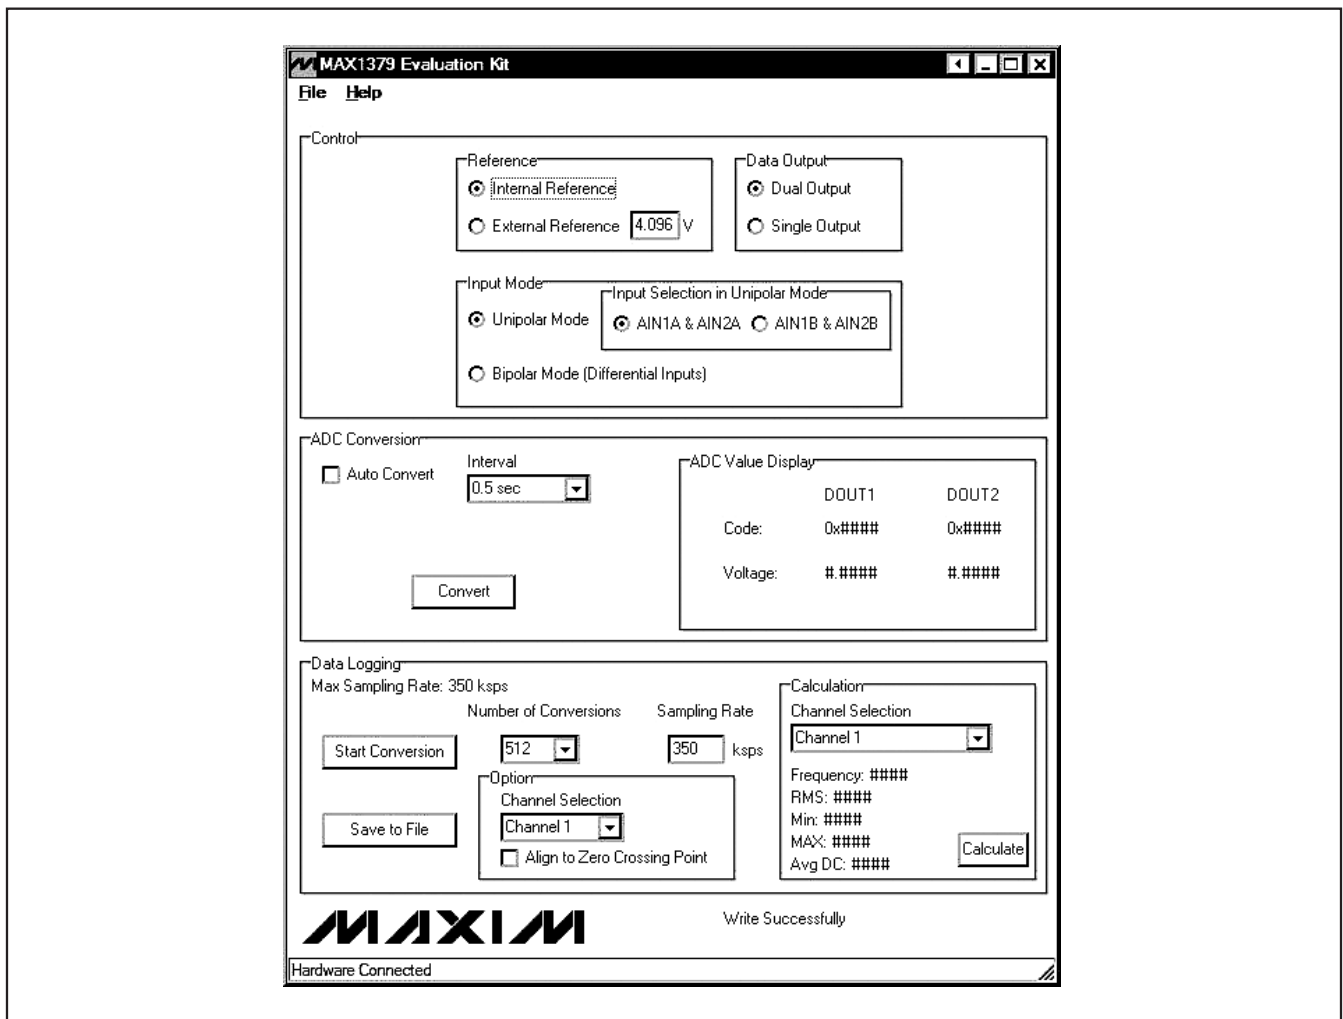 MAX1379 Evaluation Kit
File Help
Control
Reference
Internal Reference
External Reference 4.096 V
Data Output
Dual Output
Single Output
Input Mode
Unipolar Mode
Input Selection in Unipolar Mode
AIN1A & AIN2A AIN1B & AIN2B
Bipolar Mode (Differential Inputs)
ADC Conversion
Auto Convert
Interval
0.5 sec
Convert
ADC Value Display
DOUT1 DOUT2
Code: 0x#### 0x####
Voltage: #.#### #.####
Data Logging
Max Sampling Rate: 350 ksps
Number of Conversions Sampling Rate
Start Conversion 512 350 ksps
Option
Channel Selection
Channel 1
Align to Zero Crossing Point
Save to File
Calculation
Channel Selection
Channel 1
Frequency: ####
RMS: ####
Min: ####
MAX: ####
Avg DC: ####
Calculate
MAXIM
Write Successfully
Hardware Connected